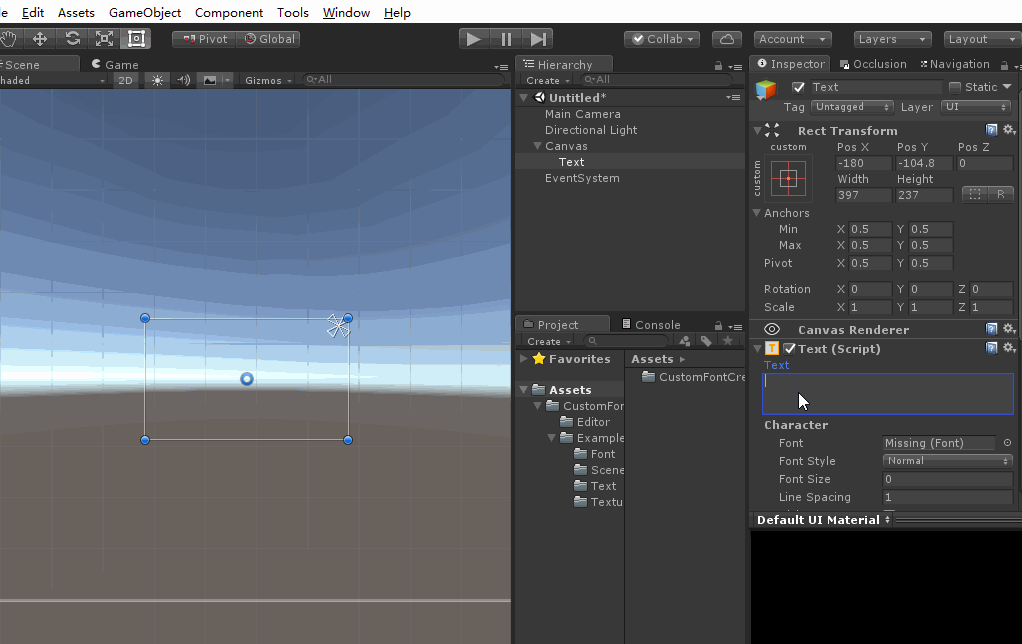 Edit Assets GameObject Component Tools Window Help
Pivot Global Collab Account Layers Layout
Scene Game
haded 2D Gizmos All
Hierarchy
Create All
Untitled*
Main Camera
Directional Light
Canvas
Text
EventSystem
Project Console
Create
Favorites
Assets
CustomFor
Editor
Example
Font
Scene
Text
Textu
Assets
CustomFontCre
Inspector Occlusion Navigation
Text Static
Tag Untagged Layer UI
Rect Transform
custom Pos X Pos Y Pos Z
custom -180 -104.8 0
Width Height
397 237 R
Anchors
Min X 0.5 Y 0.5
Max X 0.5 Y 0.5
Pivot X 0.5 Y 0.5
Rotation X 0 Y 0 Z 0
Scale X 1 Y 1 Z 1
Canvas Renderer
T Text (Script)
Text
Character
Font Missing (Font)
Font Style Normal
Font Size 0
Line Spacing 1
Default UI Material